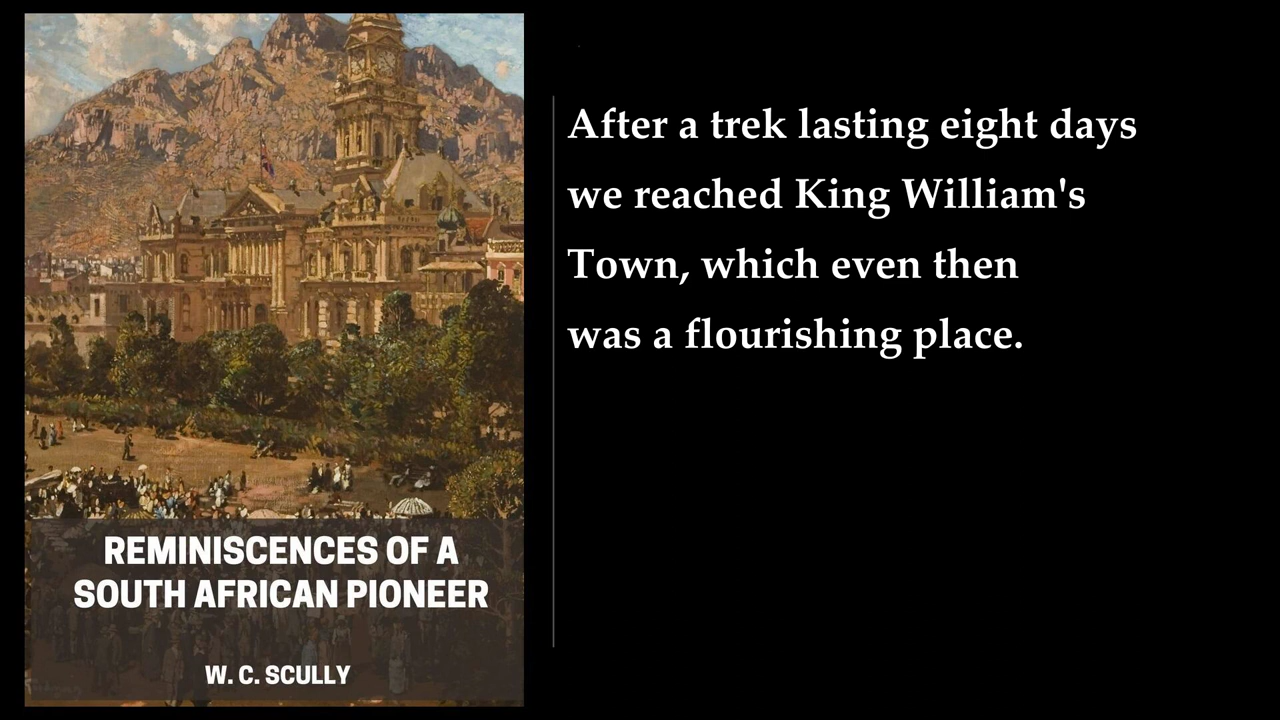 After a trek lasting eight days
we reached King William's
Town, which even then
was a flourishing place.
REMINISCENCES OF A
SOUTH AFRICAN PIONEER
W. C. SCULLY